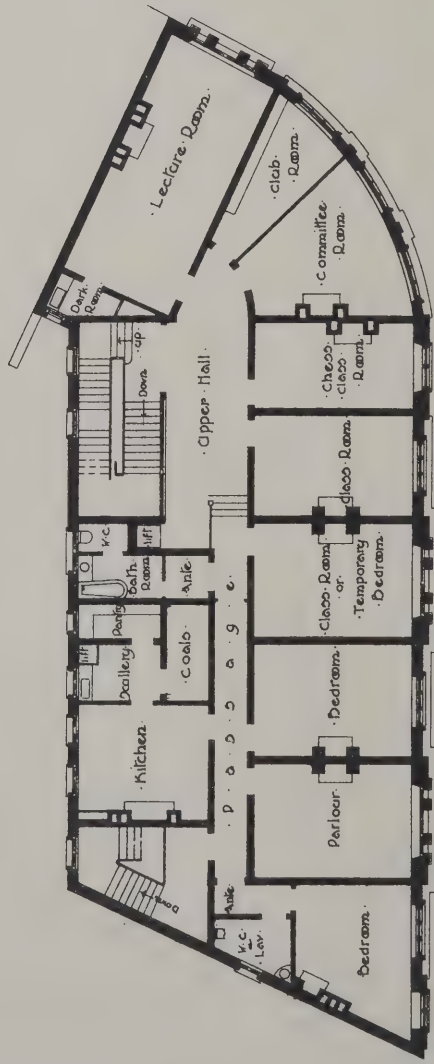 · Lecture · Room ·
· Dark ·
Room ·
· Club ·
· Room ·
· Committee ·
· Room ·
· up ·
· Down ·
· Upper · Hall ·
· Chess ·
· Class ·
· Room ·
· Class · Room ·
· Class · Room ·
· or ·
· Temporary ·
Bedroom ·
W.C.
lift
· Bath ·
Room ·
· Ante ·
Pantry
lift
Scullery
· Coals ·
· Kitchen ·
· P · a · s · s · a · g · e ·
· Bedroom ·
· Parlour ·
Down
· Ante ·
W.C.
Lav.
· Bedroom ·